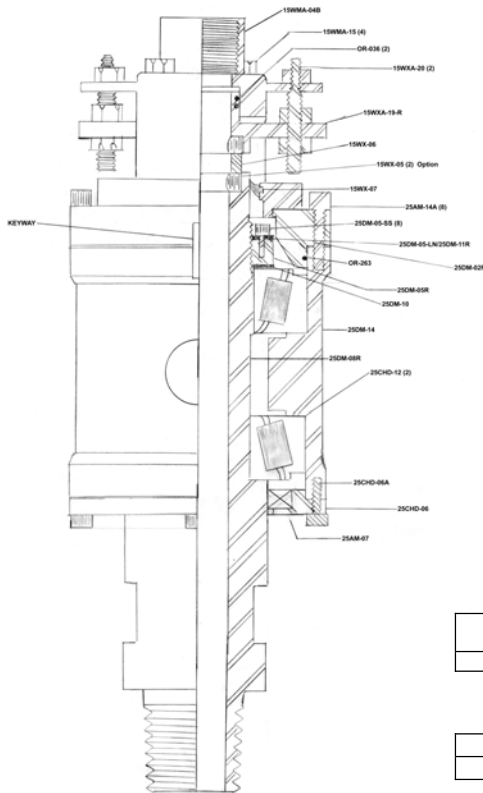 15WMA-04B
15WMA-15 (4)
OR-036 (2)
15WXA-20 (2)
15WXA-19-R
15WX-06
15WX-05 (2) Option
15WX-07
25AM-14A (8)
25DM-05-SS (8)
KEYWAY
25DM-05-LN/25DM-11R
OR-263
25DM-02R
25DM-05R
25DM-10
25DM-14
25DM-08R
25CHD-12 (2)
25CHD-06A
25CHD-06
25AM-07